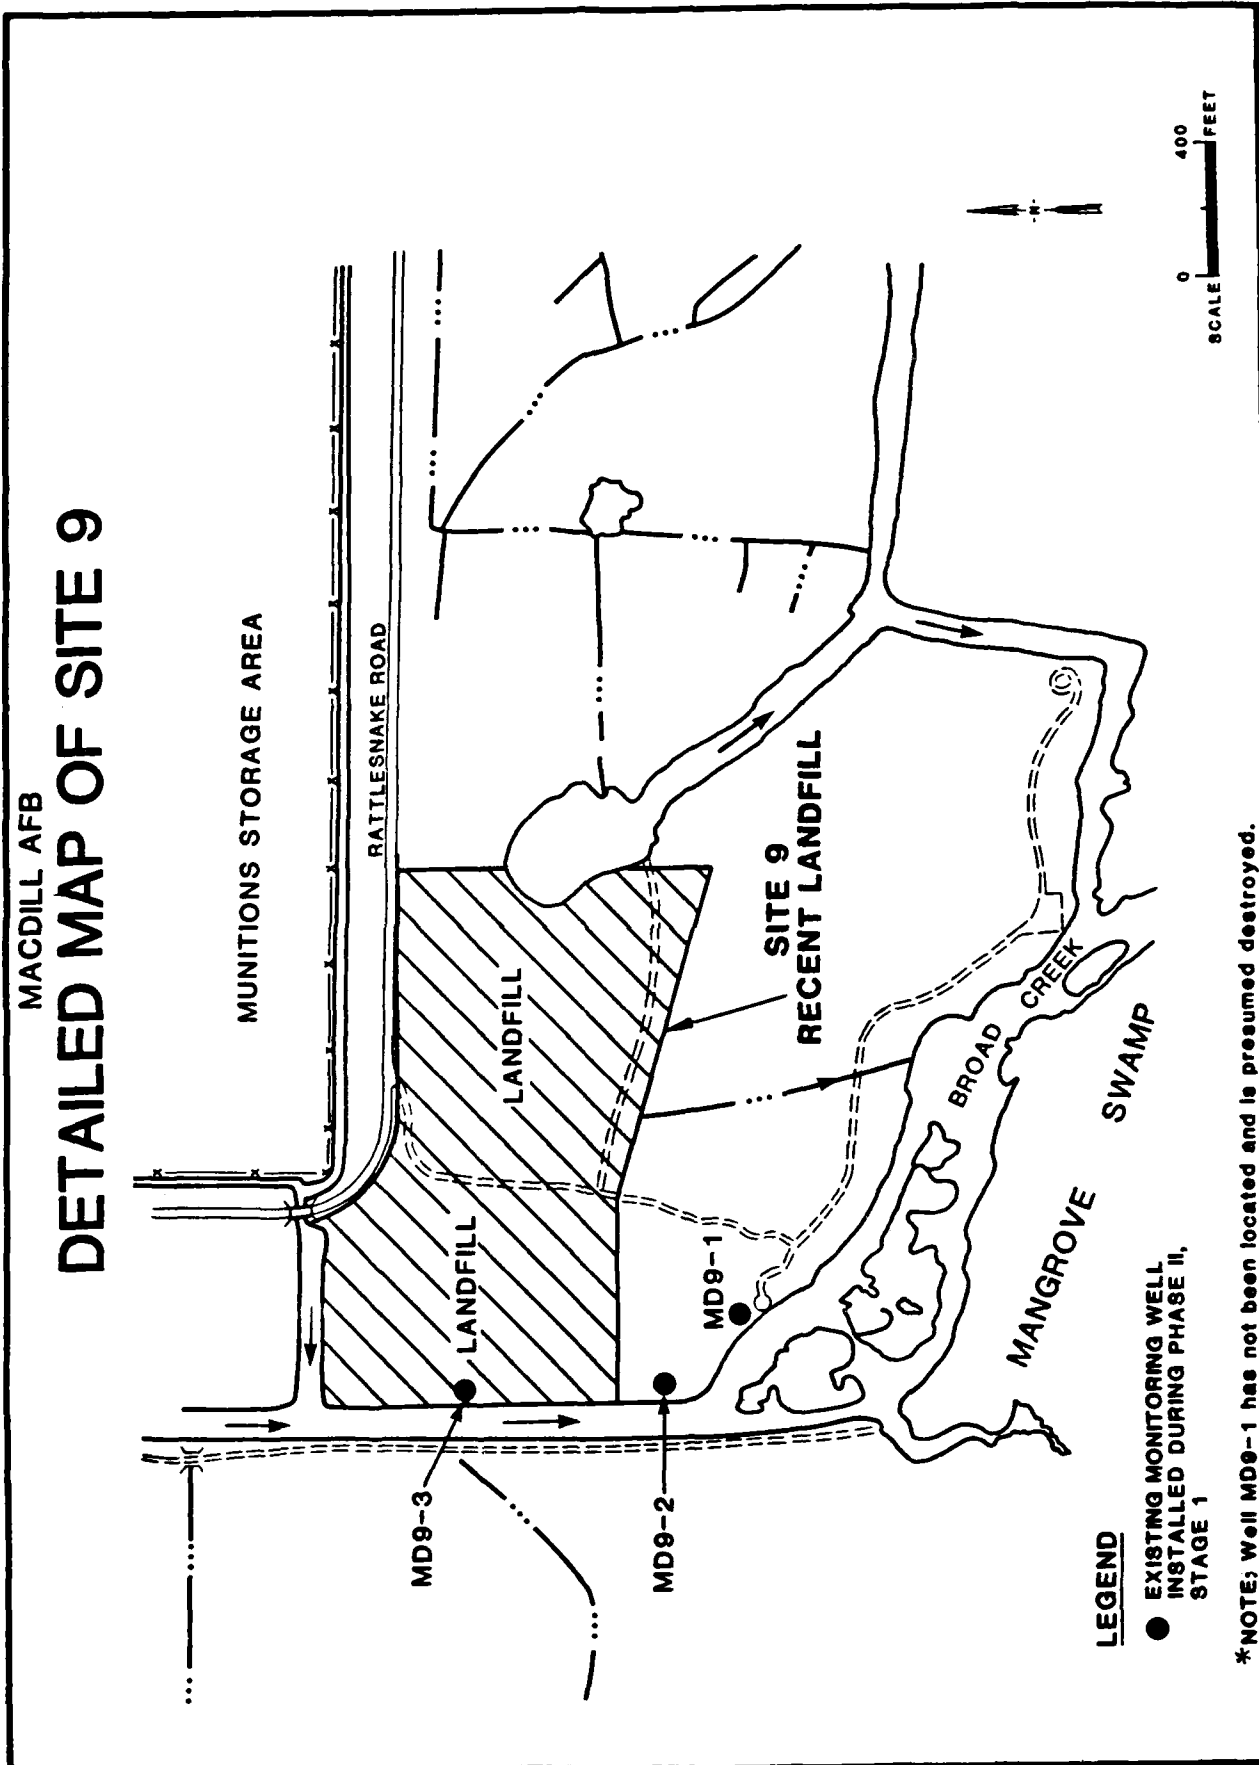 MACDILL AFB
DETAILED MAP OF SITE 9
MUNITIONS STORAGE AREA
RATTLESNAKE ROAD
LANDFILL
LANDFILL
MD9-3
MD9-2
MD9-1
SITE 9
RECENT LANDFILL
BROAD
CREEK
MANGROVE
SWAMP
-N-
SCALE
0
400
FEET
LEGEND
EXISTING MONITORING WELL
INSTALLED DURING PHASE II,
STAGE 1
*NOTE; Well MD9-1 has not been located and is presumed destroyed.